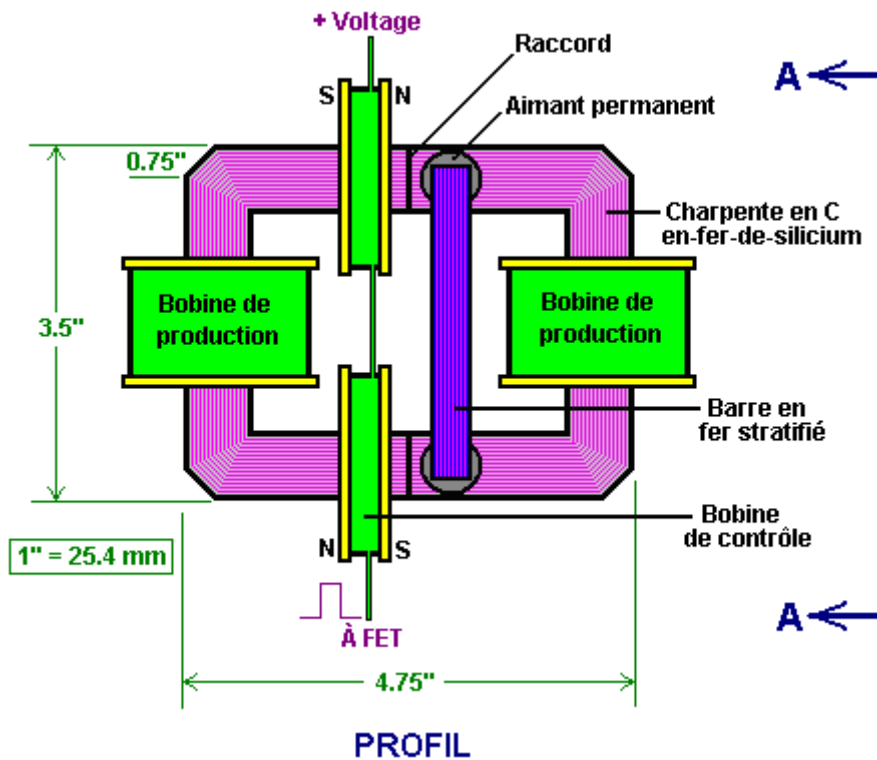 + Voltage
Raccord
A
S
N
Aimant permanent
0.75"
Charpente en C
en-fer-de-silicium
Bobine de
production
Bobine de
production
3.5"
Barre en
fer stratifié
Bobine
de contrôle
N
S
1" = 25.4 mm
A
À FET
4.75"
PROFIL